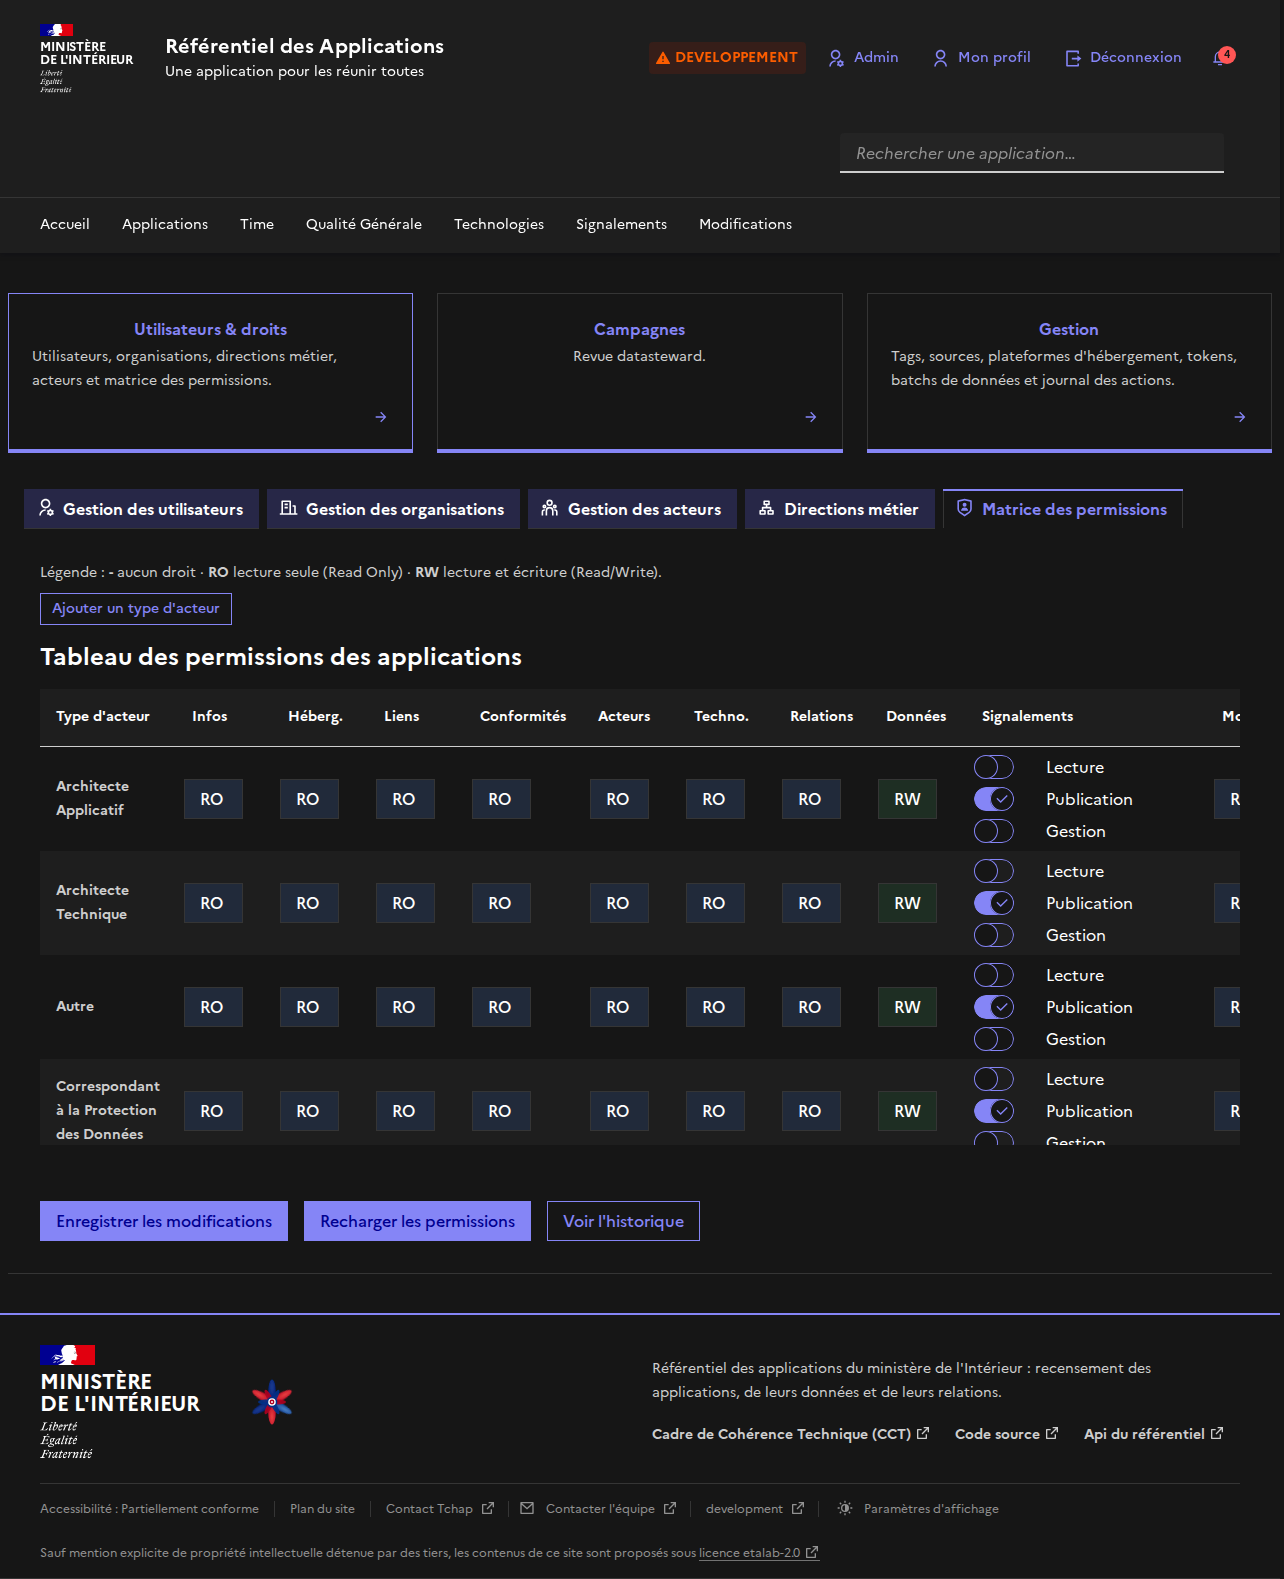 MINISTÈRE
DE L'INTÉRIEUR
Liberté
Égalité
Fraternité
Référentiel des Applications
Une application pour les réunir toutes
DEVELOPPEMENT
Admin
Mon profil
Déconnexion
4
Rechercher une application…
Accueil
Applications
Time
Qualité Générale
Technologies
Signalements
Modifications
Utilisateurs & droits
Utilisateurs, organisations, directions métier,
acteurs et matrice des permissions.
Campagnes
Revue datasteward.
Gestion
Tags, sources, plateformes d'hébergement, tokens,
batchs de données et journal des actions.
Gestion des utilisateurs
Gestion des organisations
Gestion des acteurs
Directions métier
Matrice des permissions
Légende : - aucun droit · RO lecture seule (Read Only) · RW lecture et écriture (Read/Write).
Ajouter un type d'acteur
Tableau des permissions des applications
Type d'acteur Infos Héberg. Liens Conformités Acteurs Techno. Relations Données Signalements
Architecte
Applicatif
RO RO RO RO RO RO RO RW
Lecture
Publication
Gestion
Architecte
Technique
RO RO RO RO RO RO RO RW
Lecture
Publication
Gestion
Autre
RO RO RO RO RO RO RO RW
Lecture
Publication
Gestion
Correspondant
à la Protection
des Données
RO RO RO RO RO RO RO RW
Lecture
Publication
Gestion
Enregistrer les modifications
Recharger les permissions
Voir l'historique
MINISTÈRE
DE L'INTÉRIEUR
Liberté
Égalité
Fraternité
Référentiel des applications du ministère de l'Intérieur : recensement des
applications, de leurs données et de leurs relations.
Cadre de Cohérence Technique (CCT)
Code source
Api du référentiel
Accessibilité : Partiellement conforme
Plan du site
Contact Tchap
Contacter l'équipe
development
Paramètres d'affichage
Sauf mention explicite de propriété intellectuelle détenue par des tiers, les contenus de ce site sont proposés sous licence etalab-2.0